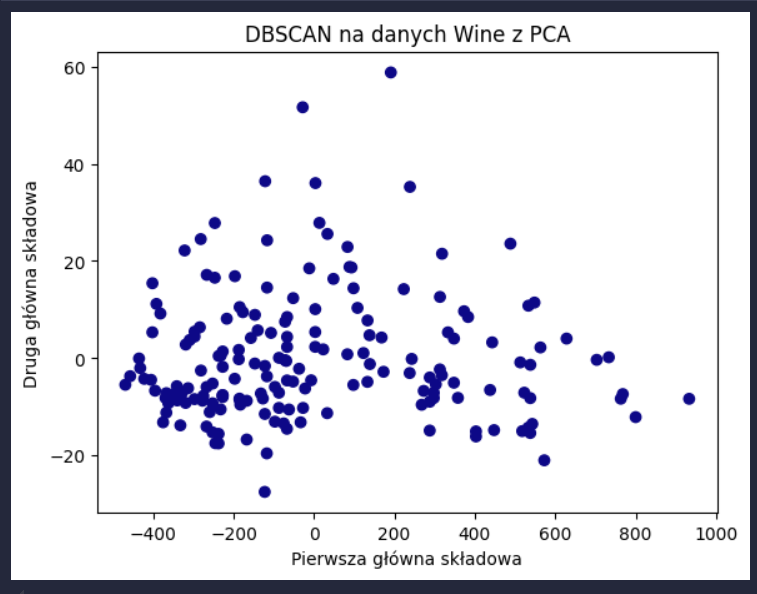 DBSCAN na danych Wine z PCA
60
40
20
0
−20
Druga główna składowa
−400 −200 0 200 400 600 800 1000
Pierwsza główna składowa